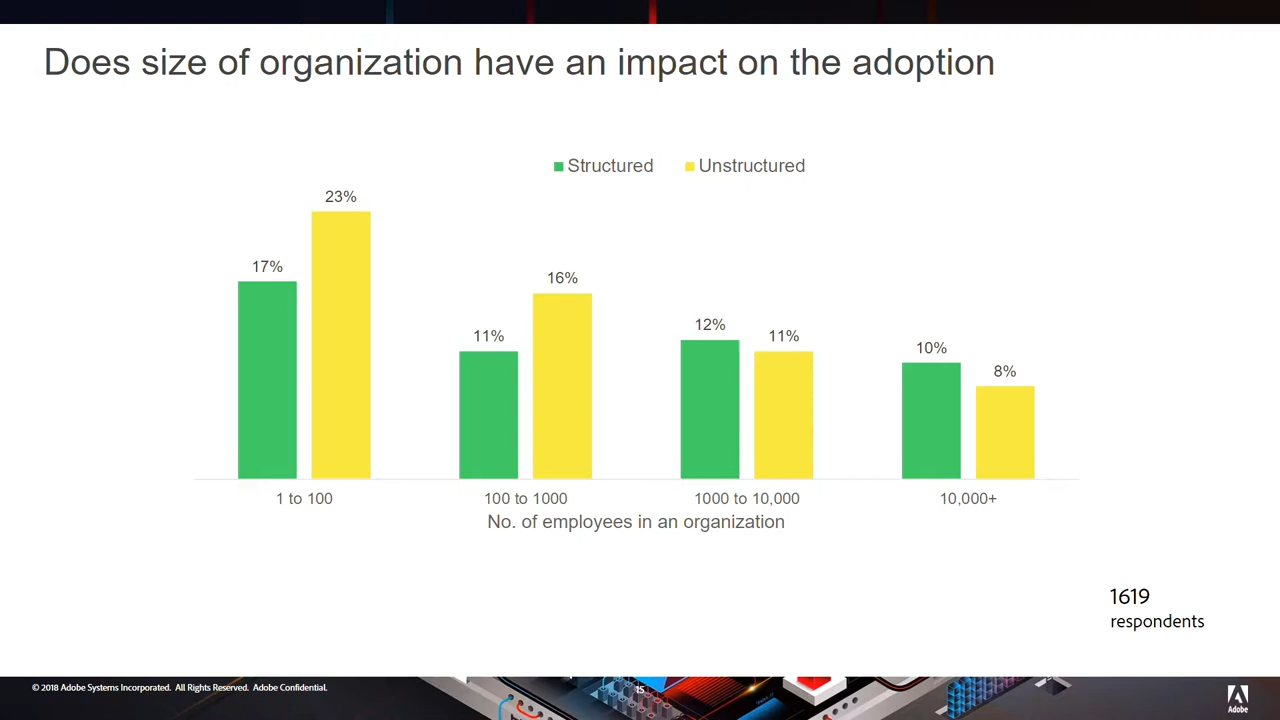 Does size of organization have an impact on the adoption
Structured Unstructured
23%
17%
16%
11%
12%
11%
10%
8%
1 to 100 100 to 1000 1000 to 10,000 10,000+
No. of employees in an organization
1619
respondents
© 2018 Adobe Systems Incorporated. All Rights Reserved. Adobe Confidential.
15
Adobe